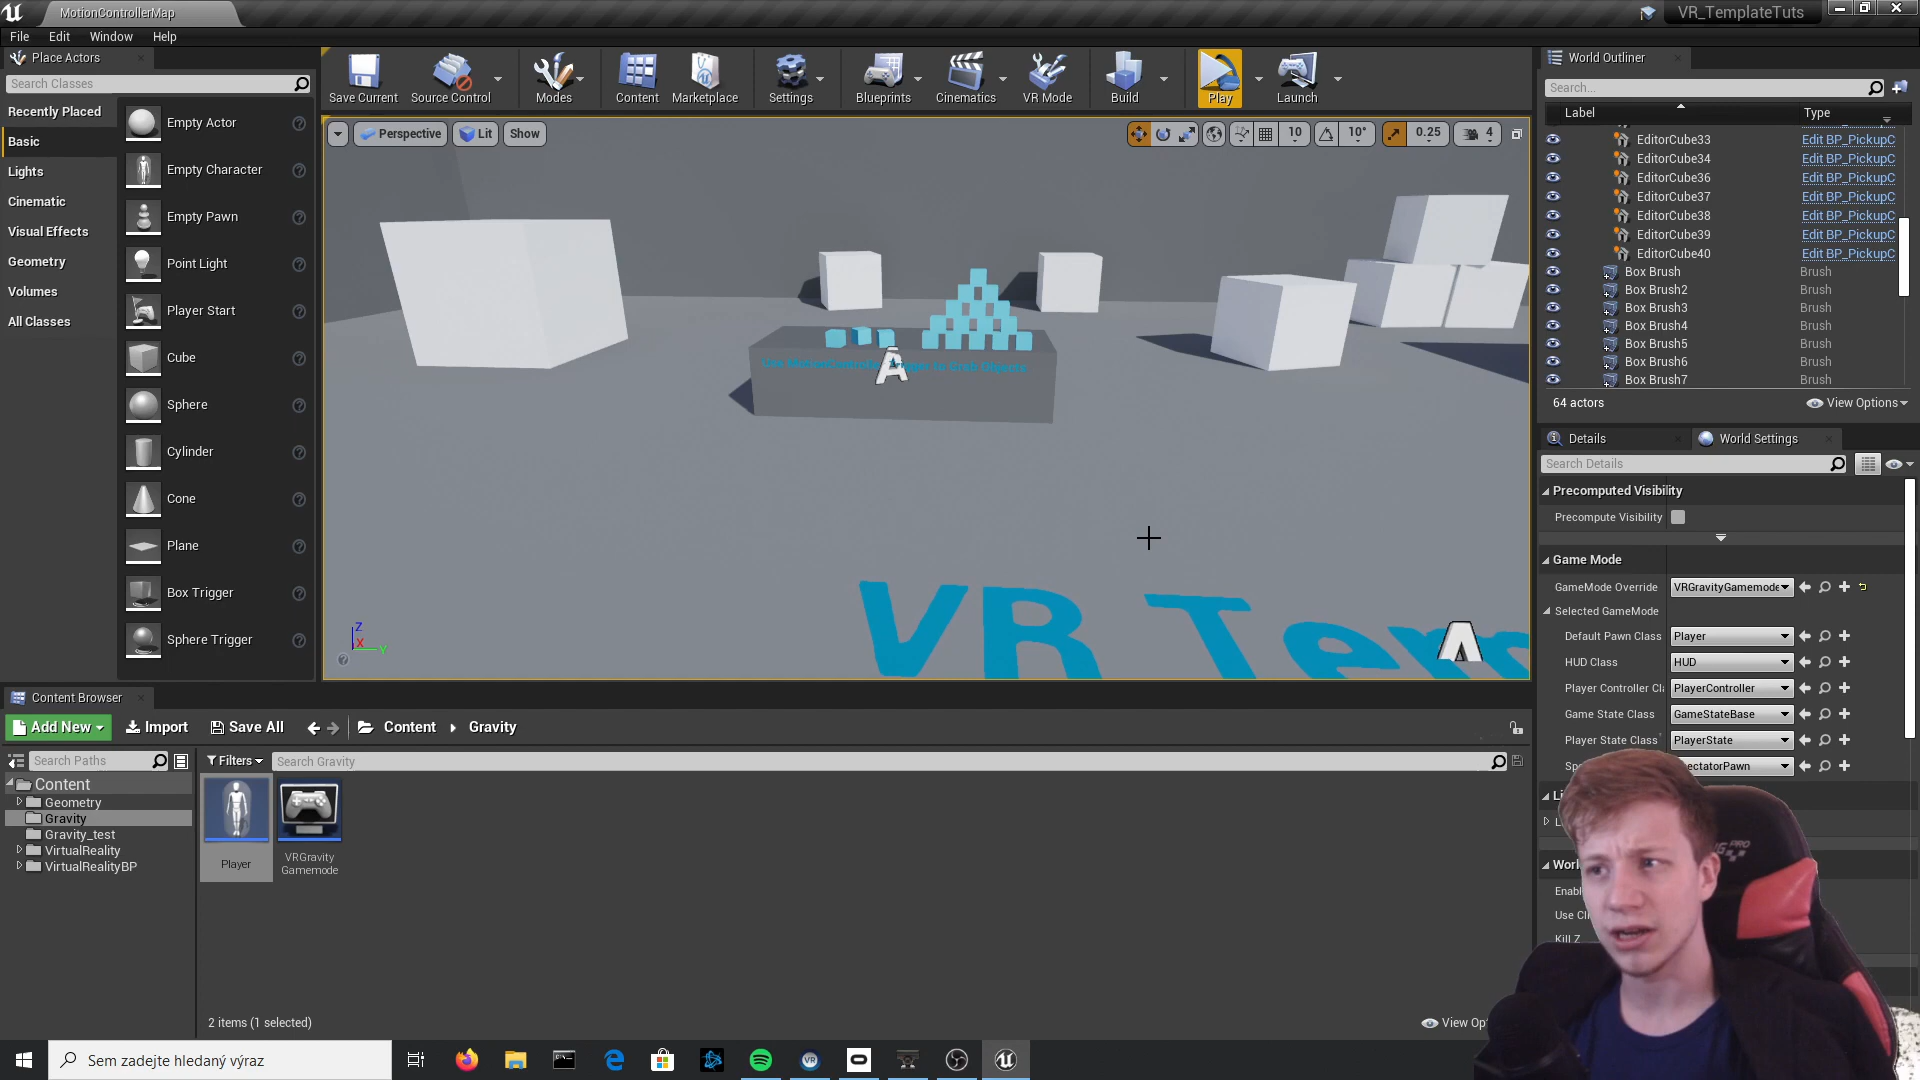 MotionControllerMap
VR_TemplateTuts
File Edit Window Help
Place Actors
Search Classes
Recently Placed
Basic
Lights
Cinematic
Visual Effects
Geometry
Volumes
All Classes
Empty Actor
Empty Character
Empty Pawn
Point Light
Player Start
Cube
Sphere
Cylinder
Cone
Plane
Box Trigger
Sphere Trigger
Save Current Source Control Modes Content Marketplace Settings Blueprints Cinematics VR Mode Build Play Launch
Perspective Lit Show
10 10° 0.25 4
VR Tem
Z
X
Y
World Outliner
Search...
Label Type
EditorCube33 Edit BP_PickupC
EditorCube34 Edit BP_PickupC
EditorCube36 Edit BP_PickupC
EditorCube37 Edit BP_PickupC
EditorCube38 Edit BP_PickupC
EditorCube39 Edit BP_PickupC
EditorCube40 Edit BP_PickupC
Box Brush Brush
Box Brush2 Brush
Box Brush3 Brush
Box Brush4 Brush
Box Brush5 Brush
Box Brush6 Brush
Box Brush7 Brush
64 actors View Options
Details World Settings
Search Details
Precomputed Visibility
Precompute Visibility
Game Mode
GameMode Override VRGravityGamemode
Selected GameMode
Default Pawn Class Player
HUD Class HUD
Player Controller Cl PlayerController
Game State Class GameStateBase
Player State Class PlayerState
Sp ectatorPawn
Li
L
Worl
Enabl
Use Cli
Kill Z
Content Browser
Add New Import Save All Content Gravity
Search Paths
Filters Search Gravity
Content
Geometry
Gravity
Gravity_test
VirtualReality
VirtualRealityBP
Player
VRGravity
Gamemode
2 items (1 selected)
View Opt
Sem zadejte hledaný výraz